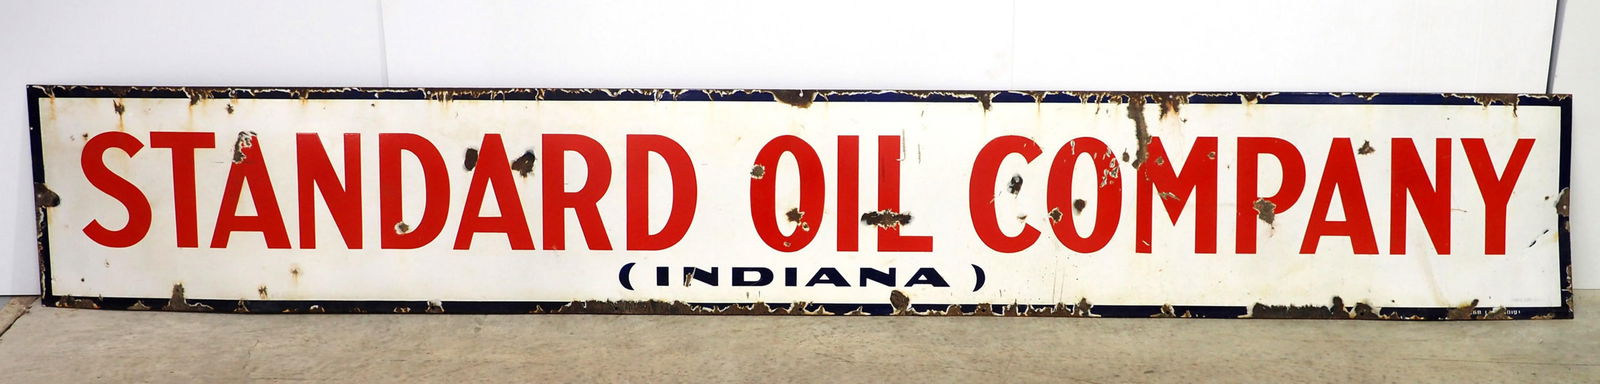 STANDARD OIL COMPANY
(INDIANA)